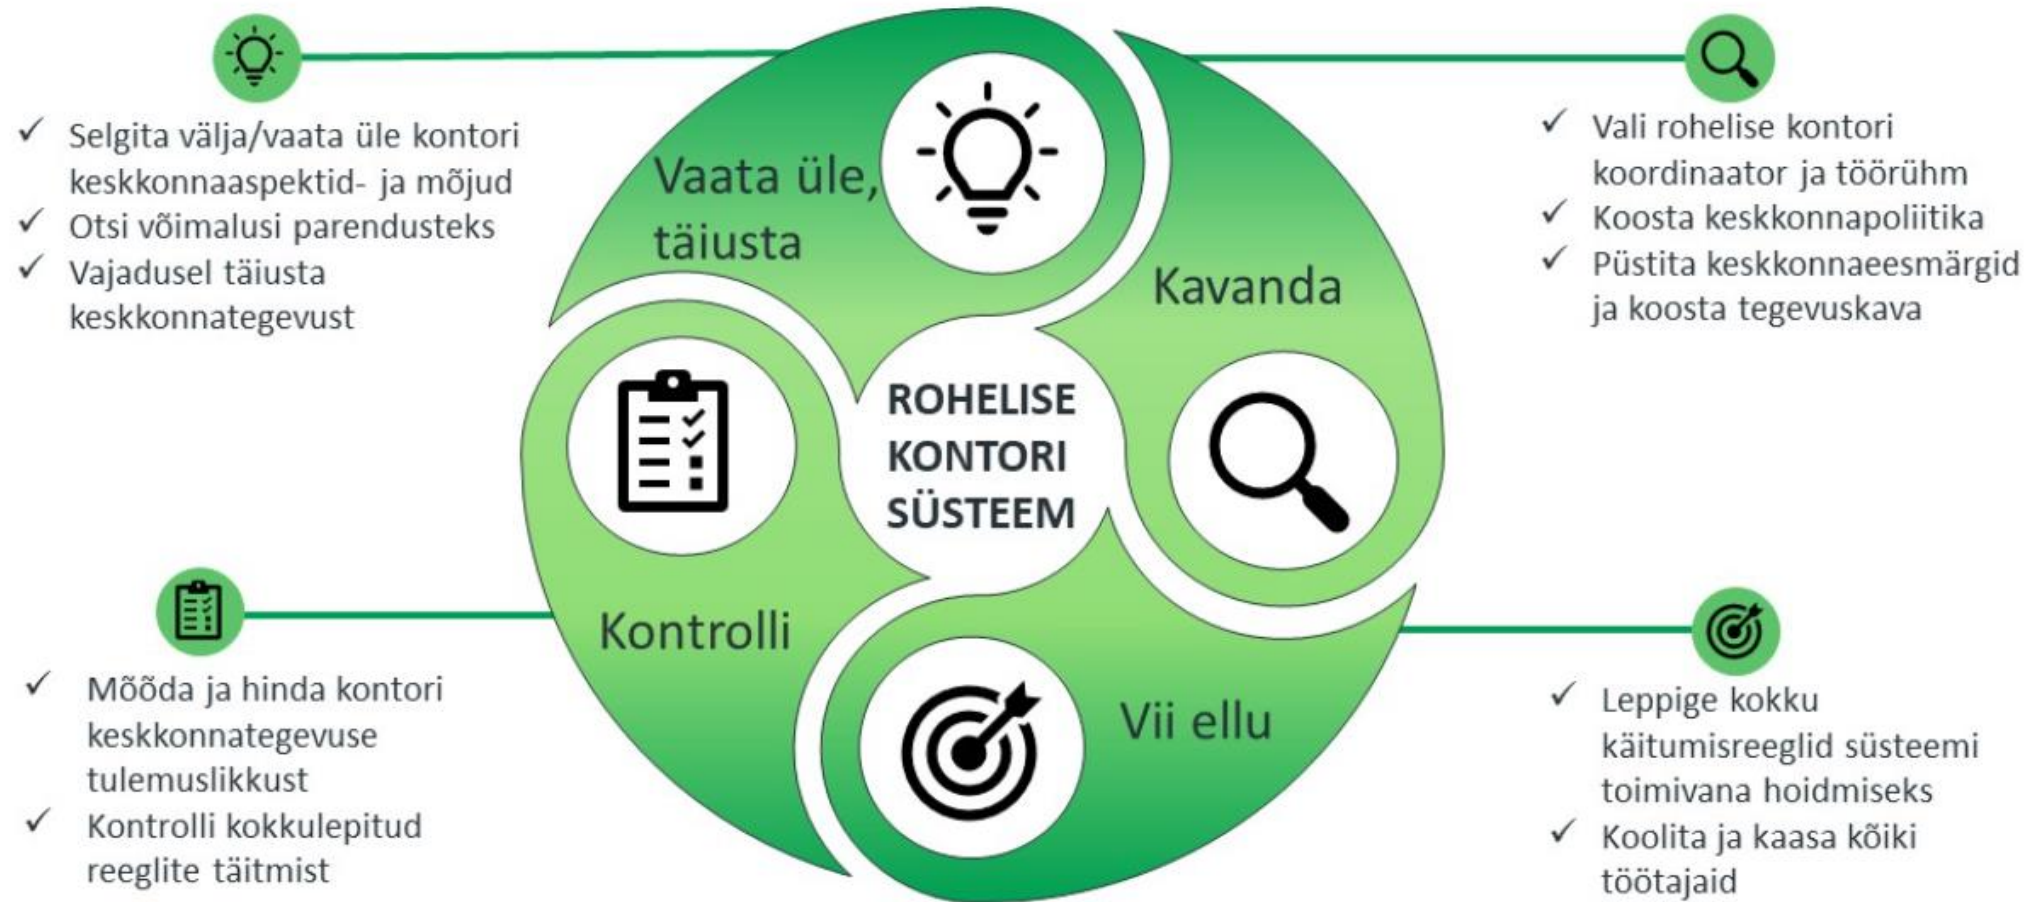 ✓ Selgita välja/vaata üle kontori
keskkonnaaspektid- ja mõjud
✓ Otsi võimalusi parendusteks
✓ Vajadusel täiusta
keskkonnategevust
Vaata üle,
täiusta
Kavanda
✓ Vali rohelise kontori
koordinaator ja töörühm
✓ Koosta keskkonnapoliitika
✓ Püstita keskkonnaeesmärgid
ja koosta tegevuskava
ROHELISE
KONTORI
SÜSTEEM
Kontrolli
Vii ellu
✓ Mõõda ja hinda kontori
keskkonnategevuse
tulemuslikkust
✓ Kontrolli kokkulepitud
reeglite täitmist
✓ Leppige kokku
käitumisreeglid süsteemi
toimivana hoidmiseks
✓ Koolita ja kaasa kõiki
töötajaid